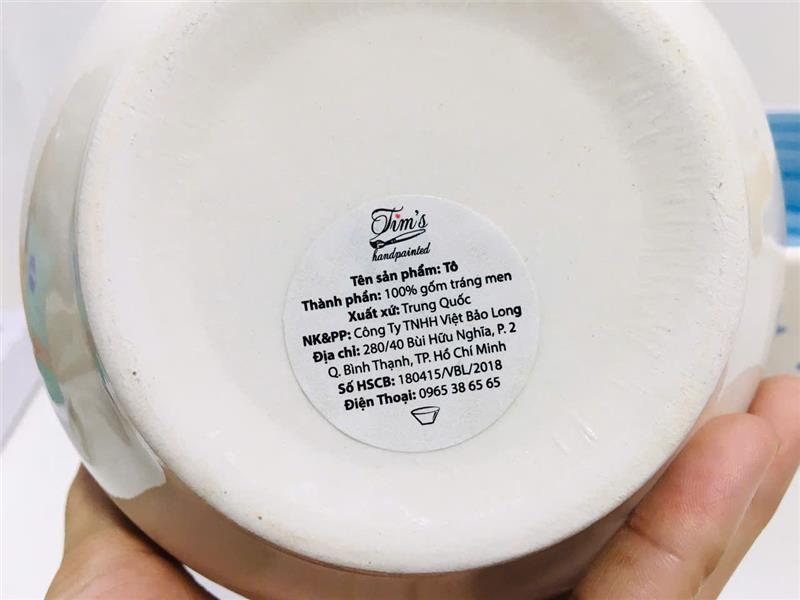 Tim's
handpainted
Tên sản phẩm: Tô
Thành phần: 100% gốm tráng men
Xuất xứ: Trung Quốc
NK&PP: Công Ty TNHH Việt Bảo Long
Địa chỉ: 280/40 Bùi Hữu Nghĩa, P. 2
Q. Bình Thạnh, TP. Hồ Chí Minh
Số HSCB: 180415/VBL/2018
Điện Thoại: 0965 38 65 65